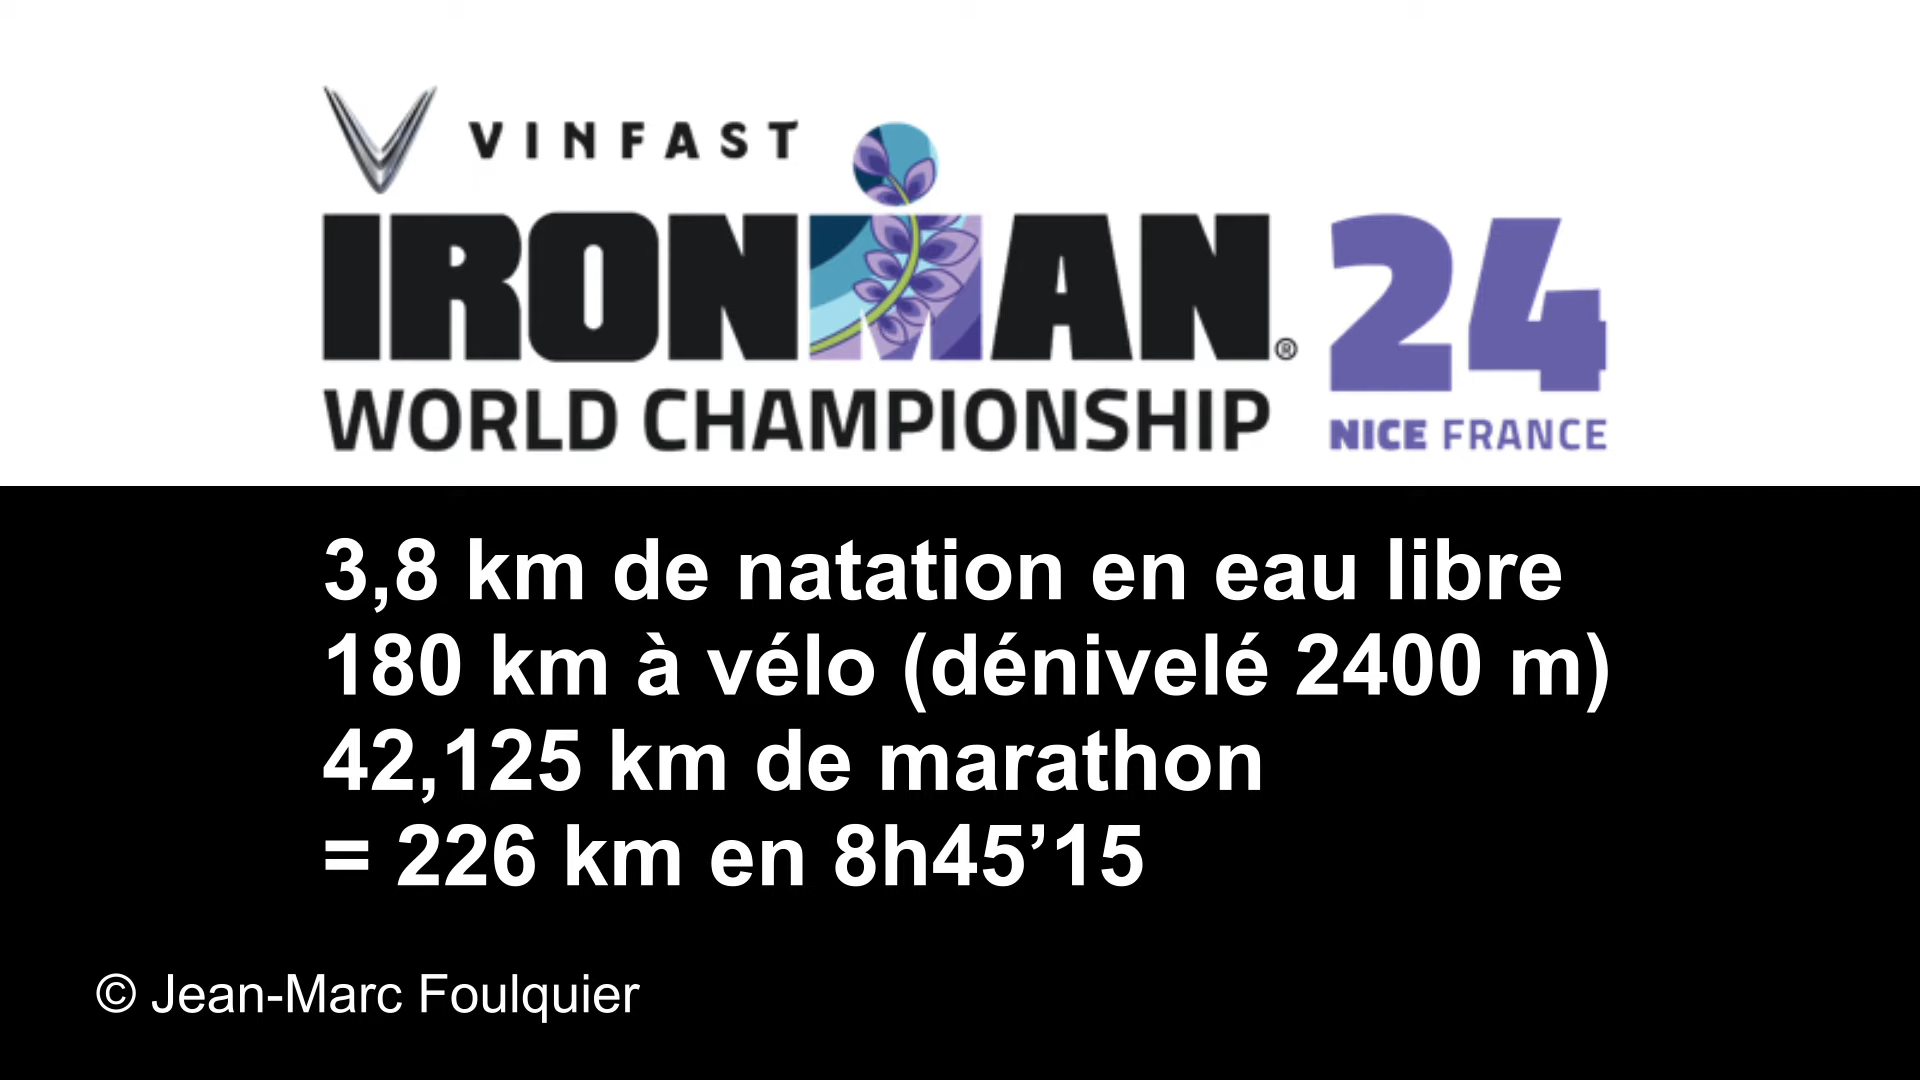 VINFAST
IRONMAN® 24
WORLD CHAMPIONSHIP NICE FRANCE
3,8 km de natation en eau libre
180 km à vélo (dénivelé 2400 m)
42,125 km de marathon
= 226 km en 8h45’15
© Jean-Marc Foulquier